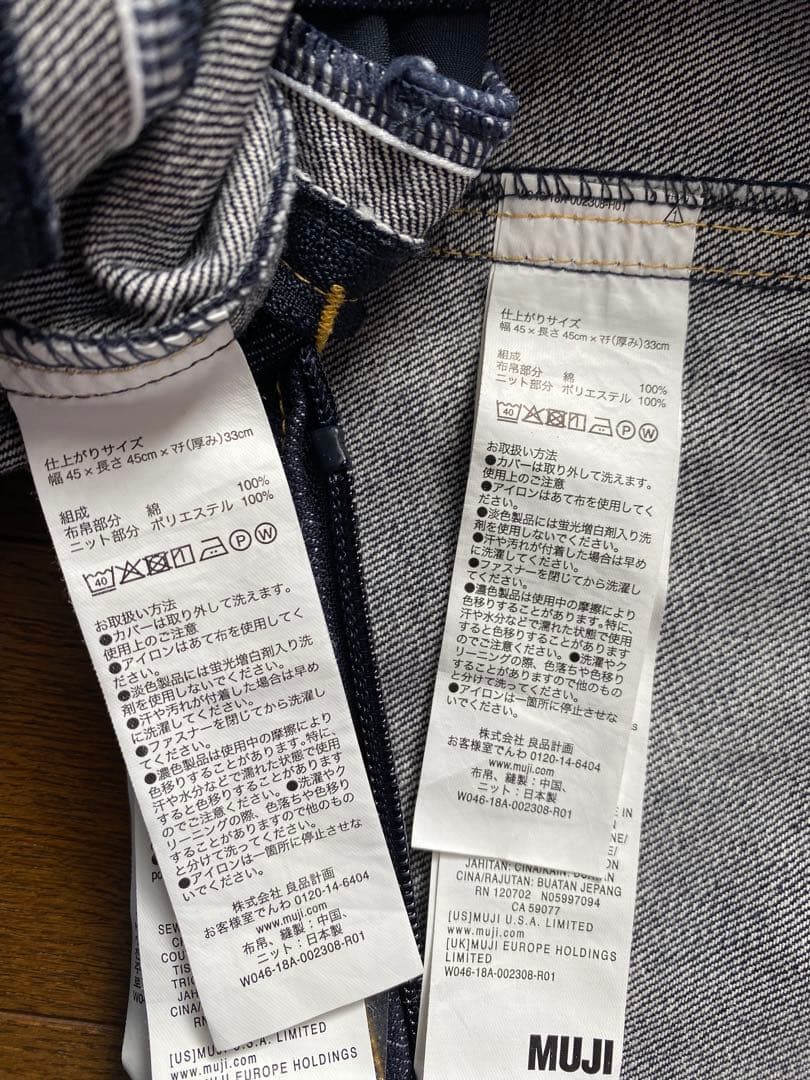 仕上がりサイズ
幅 45 × 長さ 45cm × マチ(厚み)33cm
組成
布帛部分 綿 100%
ニット部分 ポリエステル 100%
40 P W
お取扱い方法
●カバーは取り外して洗えます。
使用上のご注意
●アイロンはあて布を使用してく
ださい。
●淡色製品には蛍光増白剤入り洗
剤を使用しないでください。
●汗や汚れが付着した場合は早め
に洗濯してください。
●ファスナーを閉じてから洗濯し
てください。
●濃色製品は使用中の摩擦により
色移りすることがあります。特に、
汗や水分などで濡れた状態で使用
すると色移りすることがあります
のでご注意ください。●洗濯やク
リーニングの際、色落ちや色移り
することがありますので他のもの
と分けて洗ってください。
●アイロンは一箇所に停止させな
いでください。
株式会社 良品計画
お客様室でんわ 0120-14-6404
www.muji.com
布帛、縫製：中国、
ニット：日本製
W046-18A-002308-R01
[US]MUJI U.S.A. LIMITED
www.muji.com
MUJI EUROPE HOLDINGS
18A-002308-R01
仕上がりサイズ
幅 45 × 長さ 45cm × マチ(厚み)33cm
組成
布帛部分 綿 100%
ニット部分 ポリエステル 100%
40 P W
お取扱い方法
●カバーは取り外して洗えます。
使用上のご注意
●アイロンはあて布を使用してく
ださい。
●淡色製品には蛍光増白剤入り洗
剤を使用しないでください。
●汗や汚れが付着した場合は早め
に洗濯してください。
●ファスナーを閉じてから洗濯し
てください。
●濃色製品は使用中の摩擦により
色移りすることがあります。特に、
汗や水分などで濡れた状態で使用
すると色移りすることがあります
のでご注意ください。●洗濯やク
リーニングの際、色落ちや色移り
することがありますので他のもの
と分けて洗ってください。
●アイロンは一箇所に停止させな
いでください。
株式会社 良品計画
お客様室でんわ 0120-14-6404
www.muji.com
布帛、縫製：中国、
ニット：日本製
W046-18A-002308-R01
JAHITAN: CINA/KAIN:
CINA/RAJUTAN: BUATAN JEPANG
RN 120702 N05997094
CA 59077
[US]MUJI U.S.A. LIMITED
www.muji.com
[UK]MUJI EUROPE HOLDINGS
LIMITED
W046-18A-002308-R01
MUJI